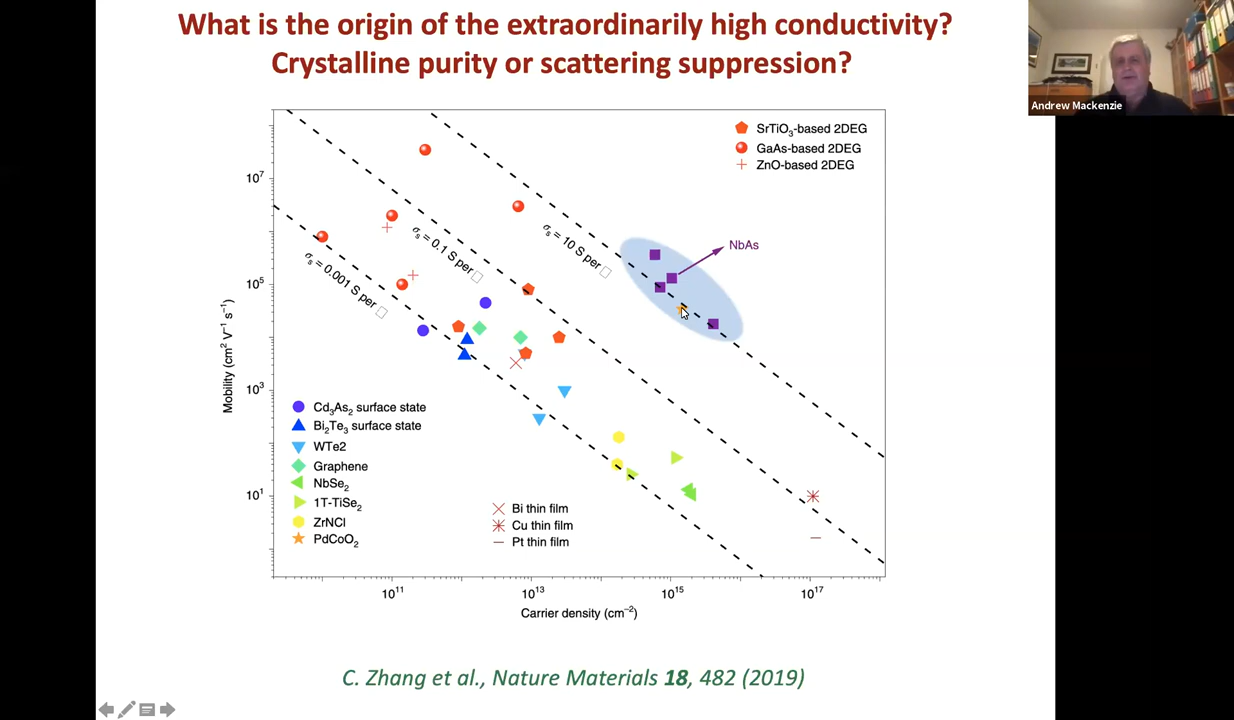 What is the origin of the extraordinarily high conductivity?
Crystalline purity or scattering suppression?
Andrew Mackenzie
SrTiO₃-based 2DEG
GaAs-based 2DEG
ZnO-based 2DEG
10⁷
10⁵
10³
10¹
Mobility (cm² V⁻¹ s⁻¹)
σₛ = 0.001 S per □
σₛ = 0.1 S per □
σₛ = 10 S per □
NbAs
Cd₃As₂ surface state
Bi₂Te₃ surface state
WTe2
Graphene
NbSe₂
1T-TiSe₂
ZrNCl
PdCoO₂
Bi thin film
Cu thin film
Pt thin film
10¹¹
10¹³
10¹⁵
10¹⁷
Carrier density (cm⁻²)
C. Zhang et al., Nature Materials 18, 482 (2019)